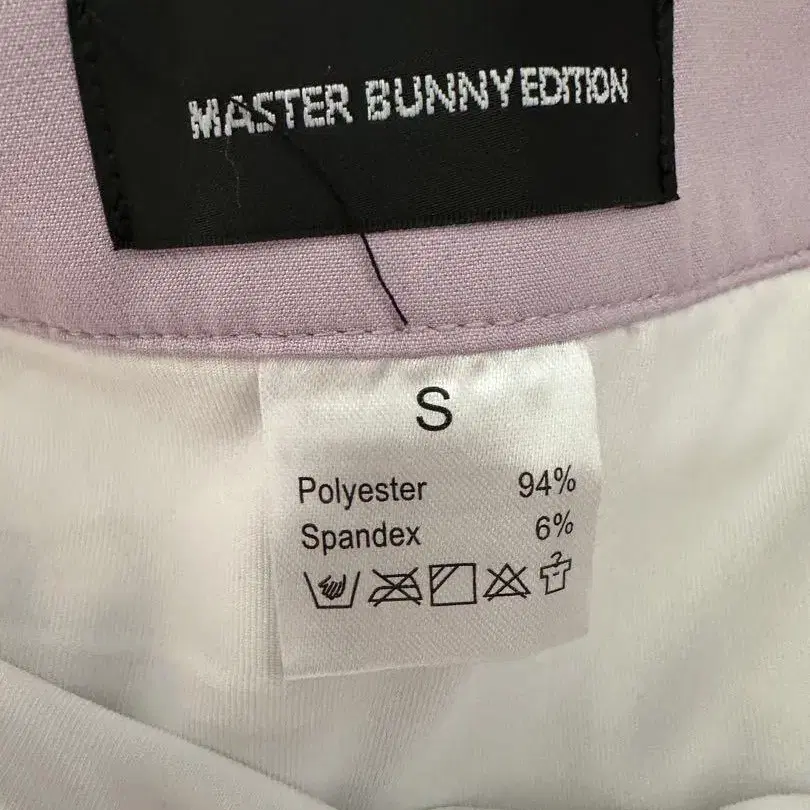 MASTER BUNNY EDITION
S
Polyester 94%
Spandex 6%